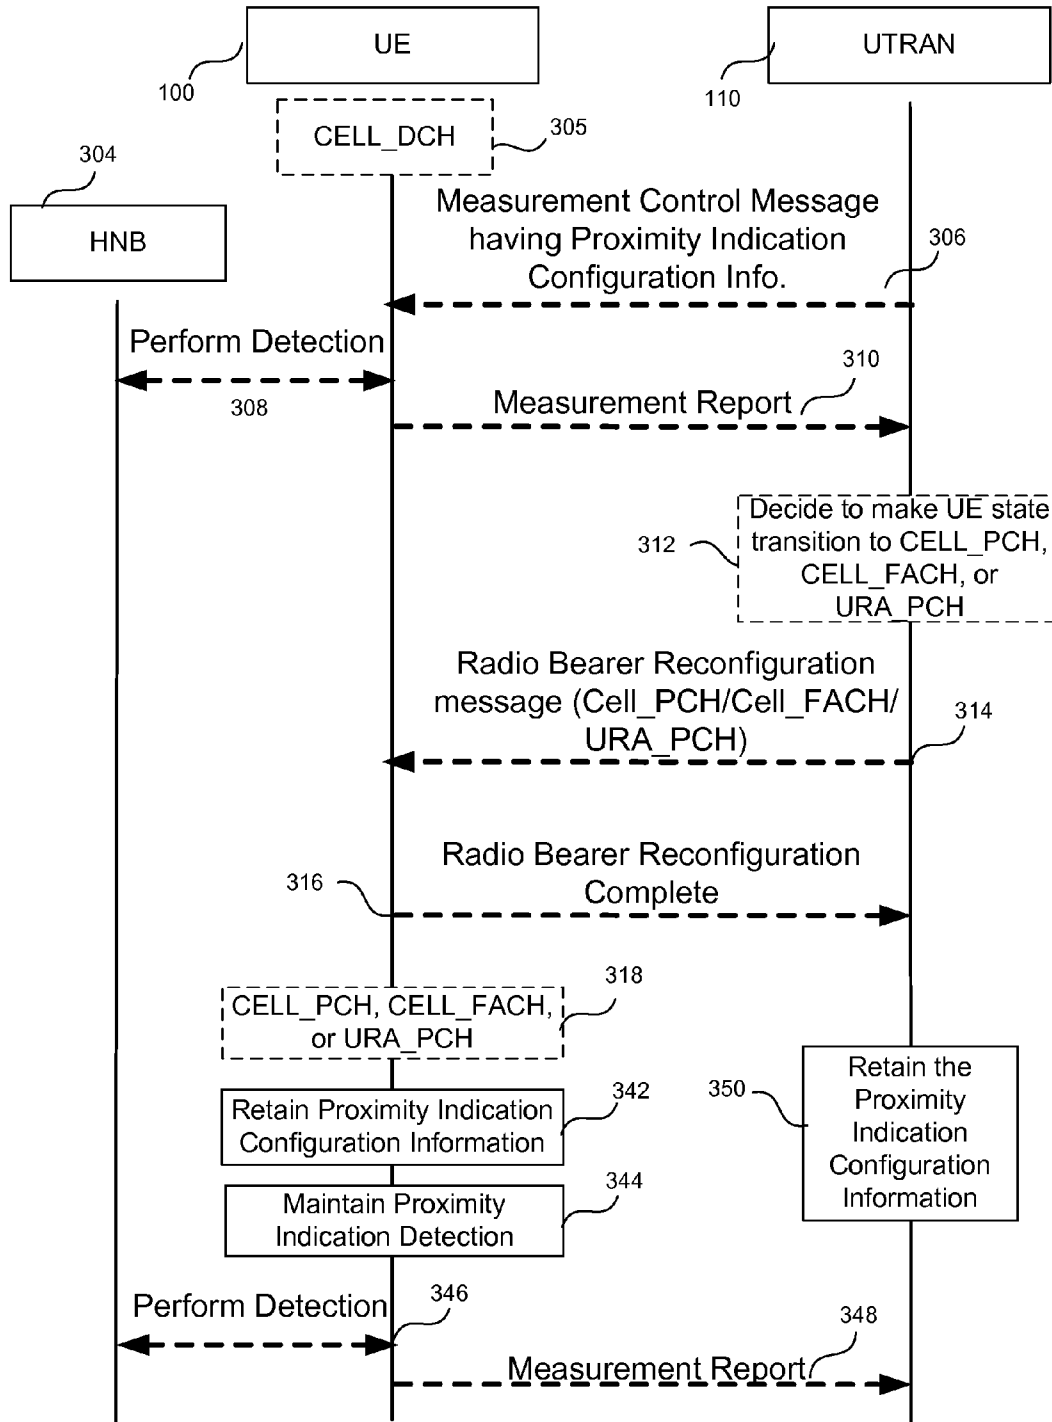 UE
UTRAN
100
110
CELL_DCH
305
304
HNB
Measurement Control Message
having Proximity Indication
Configuration Info.
306
Perform Detection
308
310
Measurement Report
Decide to make UE state
transition to CELL_PCH,
CELL_FACH, or
URA_PCH
312
Radio Bearer Reconfiguration
message (Cell_PCH/Cell_FACH/
URA_PCH)
314
Radio Bearer Reconfiguration
Complete
316
318
CELL_PCH, CELL_FACH,
or URA_PCH
Retain Proximity Indication
Configuration Information
342
350
Retain the
Proximity
Indication
Configuration
Information
Maintain Proximity
Indication Detection
344
Perform Detection
346
348
Measurement Report